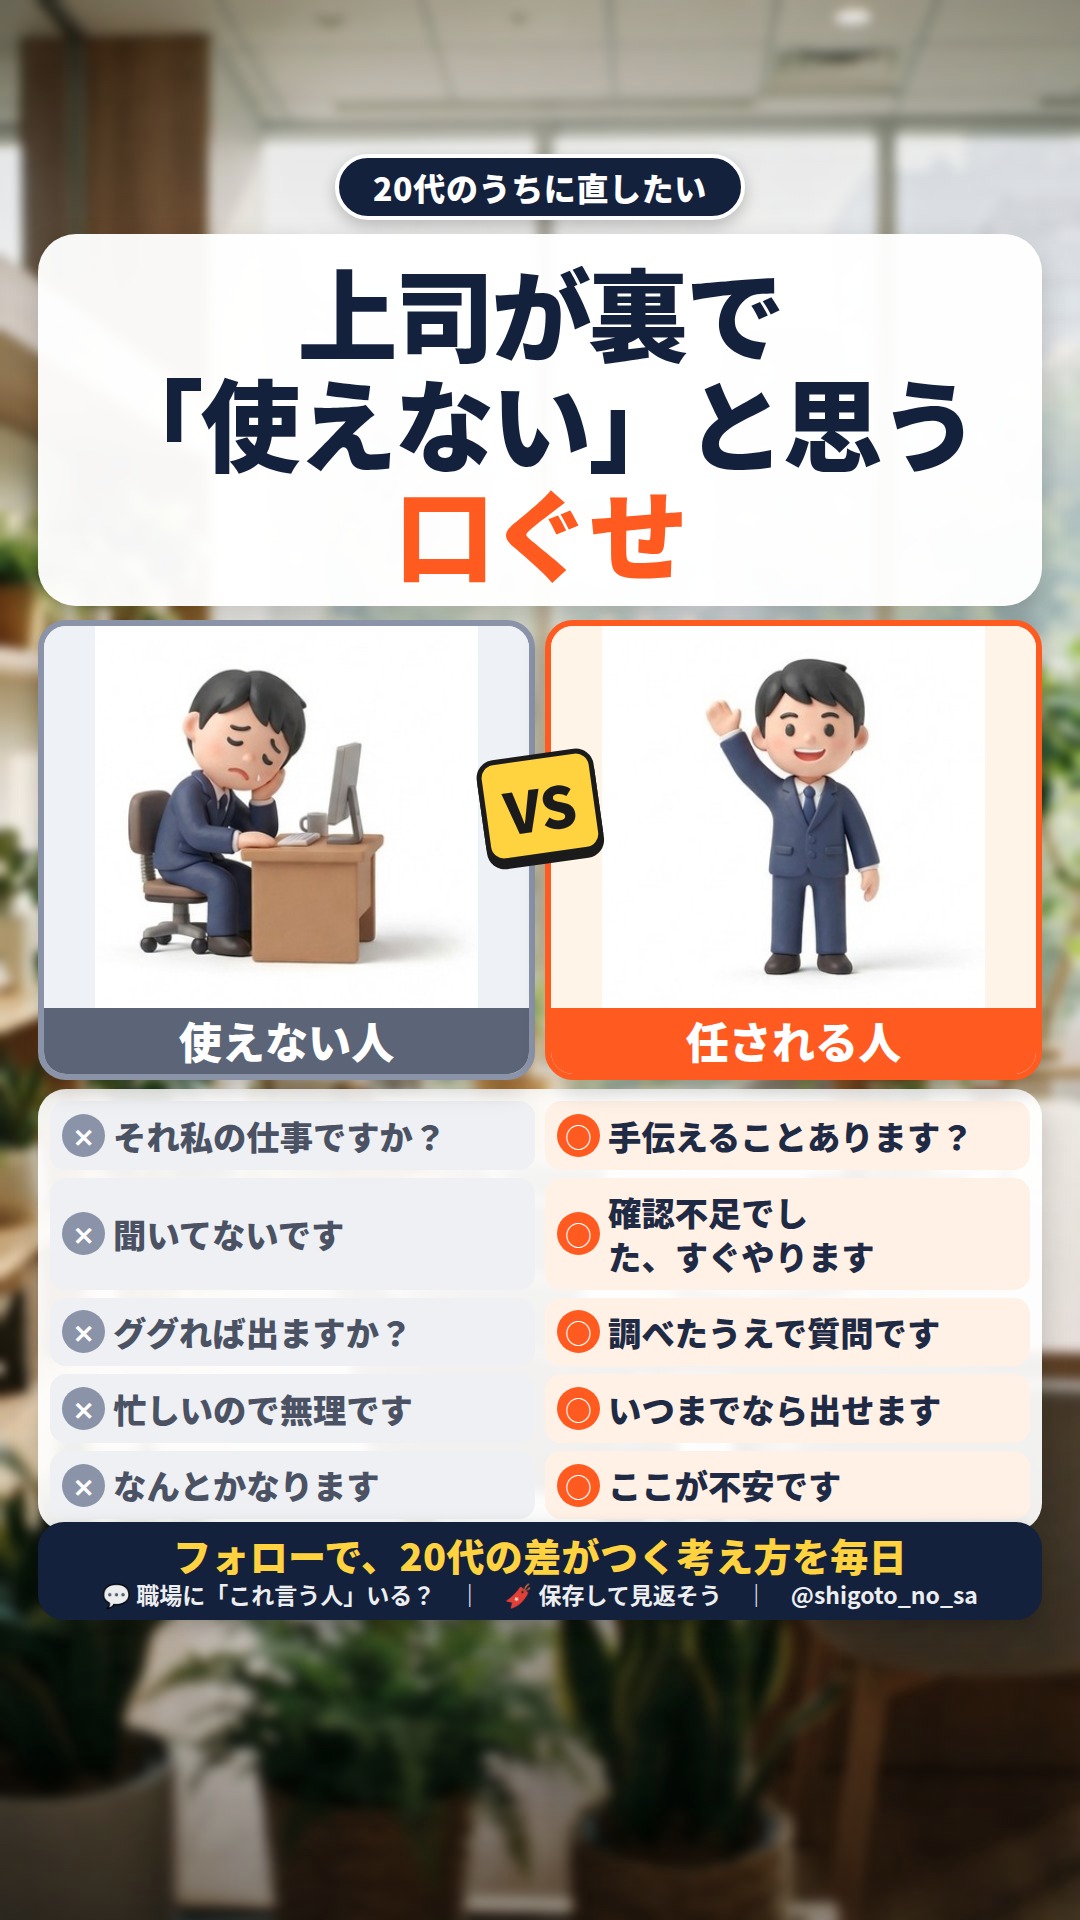 20代のうちに直したい
上司が裏で
「使えない」と思う
口ぐせ
VS
使えない人
任される人
× それ私の仕事ですか？
○ 手伝えることあります？
× 聞いてないです
○ 確認不足でし
た、すぐやります
× ググれば出ますか？
○ 調べたうえで質問です
× 忙しいので無理です
○ いつまでなら出せます
× なんとかなります
○ ここが不安です
フォローで、20代の差がつく考え方を毎日
💬 職場に「これ言う人」いる？ ｜ 🔖 保存して見返そう ｜ @shigoto_no_sa